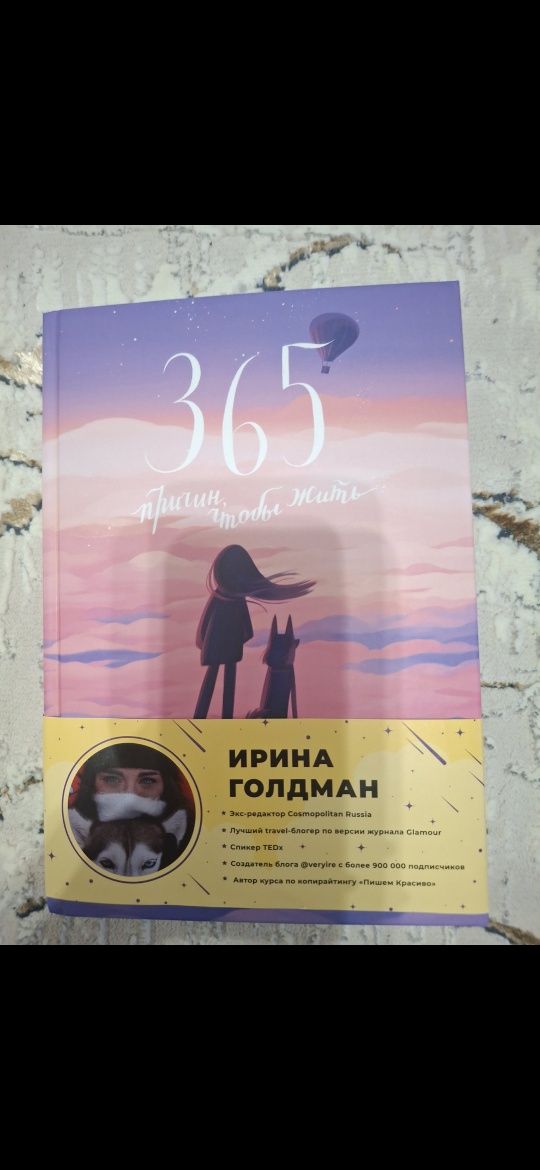 365
причин,
чтобы жить
ИРИНА
ГОЛДМАН
★ Экс-редактор Cosmopolitan Russia
★ Лучший travel-блогер по версии журнала Glamour
★ Спикер TEDx
★ Создатель блога @veryire с более 900 000 подписчиков
★ Автор курса по копирайтингу «Пишем Красиво»